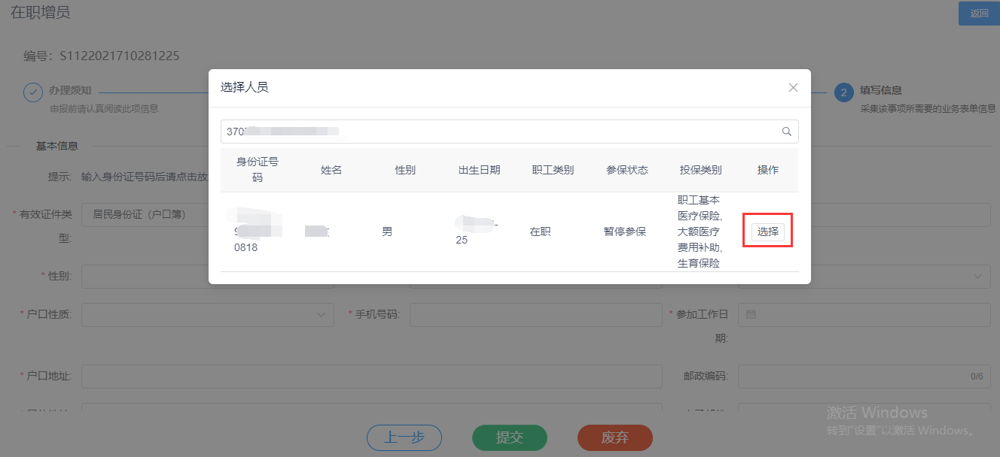 在职增员
返回
编号: S1122021710281225
办理须知
申报前请认真阅读此项信息
2
填写信息
采集该事项所需要的业务表单信息
选择人员
370
身份证号码
姓名
性别
出生日期
职工类别
参保状态
投保类别
操作
0818
男
25
在职
暂停参保
职工基本
医疗保险,
大额医疗
费用补助,
生育保险
选择
基本信息
提示: 输入身份证号码后请点击放
* 有效证件类型:
居民身份证（户口簿）
* 性别:
* 户口性质:
* 手机号码:
* 参加工作日期:
* 户口地址:
邮政编码:
0/6
上一步
提交
废弃
激活 Windows
转到"设置"以激活 Windows。